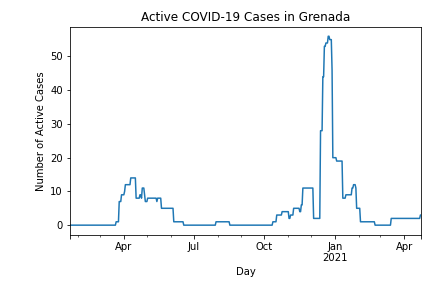 Active COVID-19 Cases in Grenada
Number of Active Cases
50
40
30
20
10
0
Apr
Jul
Oct
Jan
2021
Apr
Day